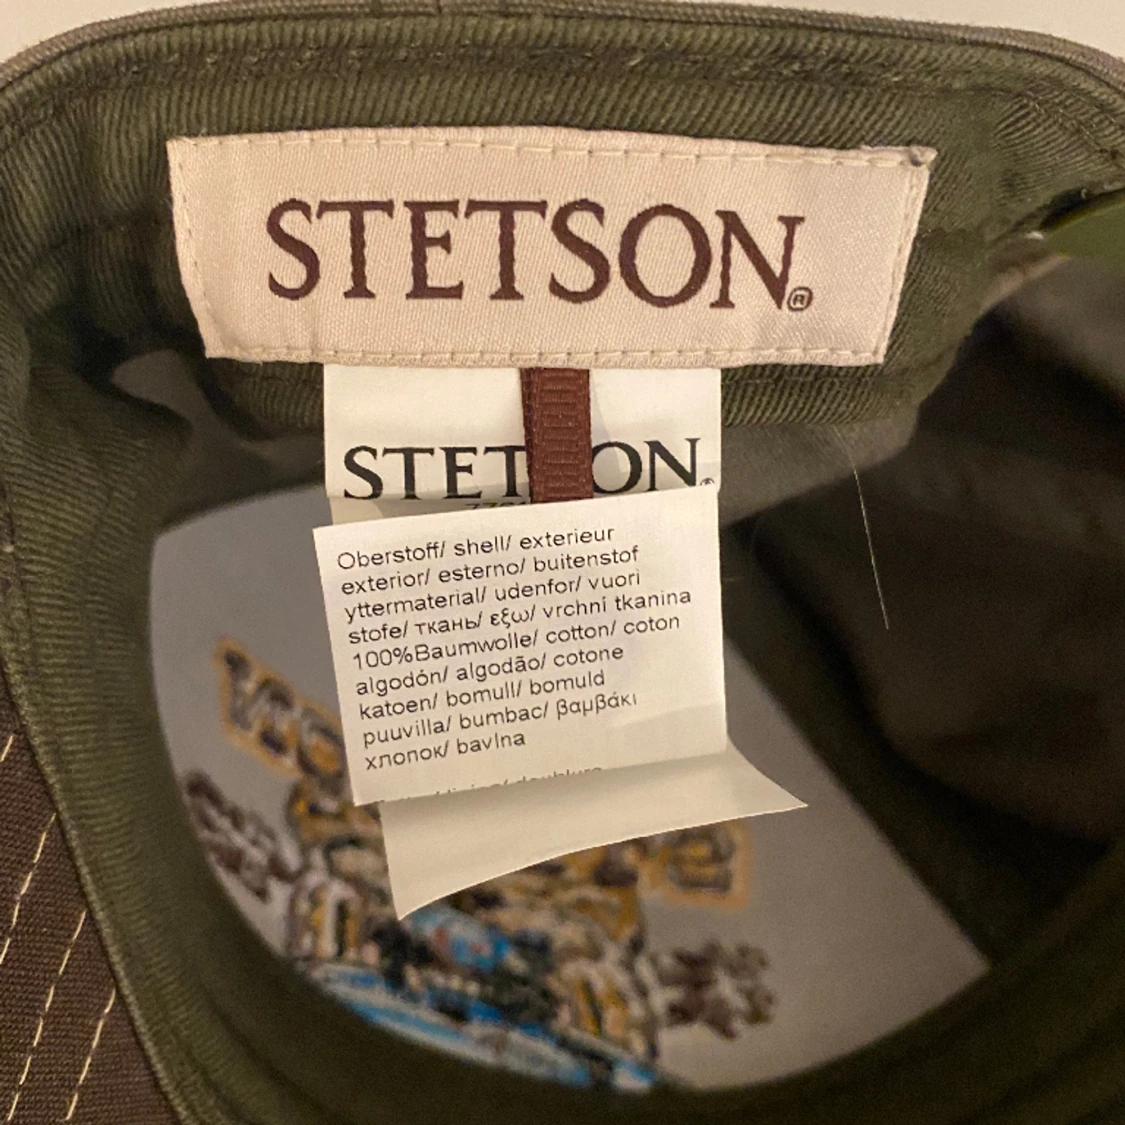 STETSON®
STETSON
Oberstoff/ shell/ exterieur
exterior/ esterno/ buitenstof
yttermaterial/ udenfor/ vuori
stofe/ ткань/ εξω/ vrchní tkanina
100%Baumwolle/ cotton/ coton
algodón/ algodão/ cotone
katoen/ bomull/ bomuld
puuvilla/ bumbac/ βαμβάκι
хлопок/ bavlna